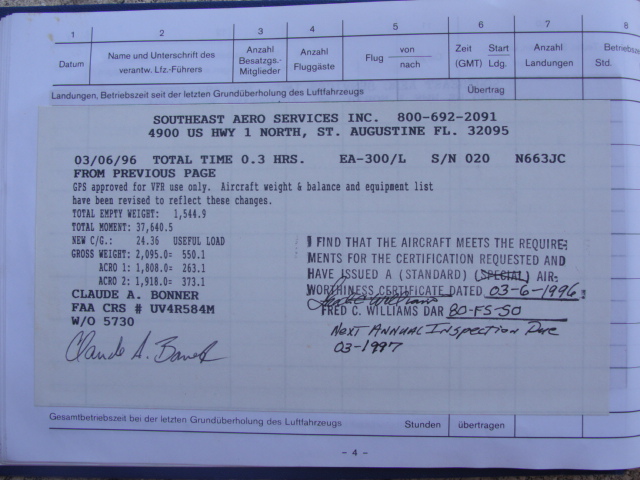 1 2 3 4 5 6 7 8
Datum Name und Unterschrift des verantw. Lfz.-Führers Anzahl Besatzgs.- Mitglieder Anzahl Fluggäste Flug von nach Zeit (GMT) Start Ldg. Anzahl Landungen Betriebsze Std.
Landungen, Betriebszeit seit der letzten Grundüberholung des Luftfahrzeugs Übertrag
SOUTHEAST AERO SERVICES INC. 800-692-2091
4900 US HWY 1 NORTH, ST. AUGUSTINE FL. 32095
03/06/96 TOTAL TIME 0.3 HRS. EA-300/L S/N 020 N663JC
FROM PREVIOUS PAGE
GPS approved for VFR use only. Aircraft weight & balance and equipment list
have been revised to reflect these changes.
TOTAL EMPTY WEIGHT: 1,544.9
TOTAL MOMENT: 37,640.5
NEW C/G.: 24.36 USEFUL LOAD
GROSS WEIGHT: 2,095.0= 550.1
ACRO 1: 1,808.0= 263.1
ACRO 2: 1,918.0= 373.1
CLAUDE A. BONNER
FAA CRS # UV4R584M
W/O 5730
Claude A. Bonner
I FIND THAT THE AIRCRAFT MEETS THE REQUIRE-
MENTS FOR THE CERTIFICATION REQUESTED AND
HAVE ISSUED A (STANDARD) (SPECIAL) AIR-
WORTHINESS CERTIFICATE DATED 03-6-1996
FRED C. WILLIAMS DAR 80-FS-50
NEXT ANNUAL INSPECTION DUE
03-1997
Gesamtbetriebszeit bei der letzten Grundüberholung des Luftfahrzeugs Stunden übertragen
- 4 -